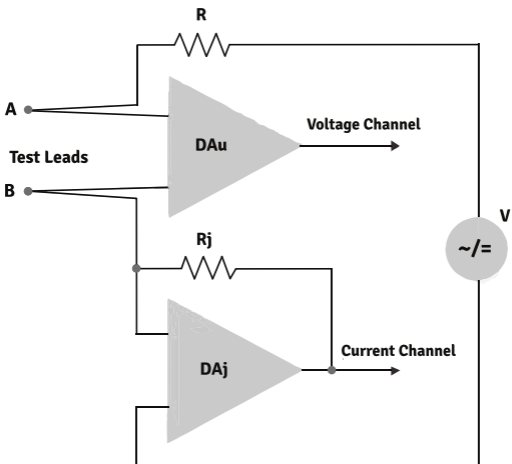 R
A
DAu
Voltage Channel
Test Leads
B
V
~/=
Rj
Current Channel
DAj